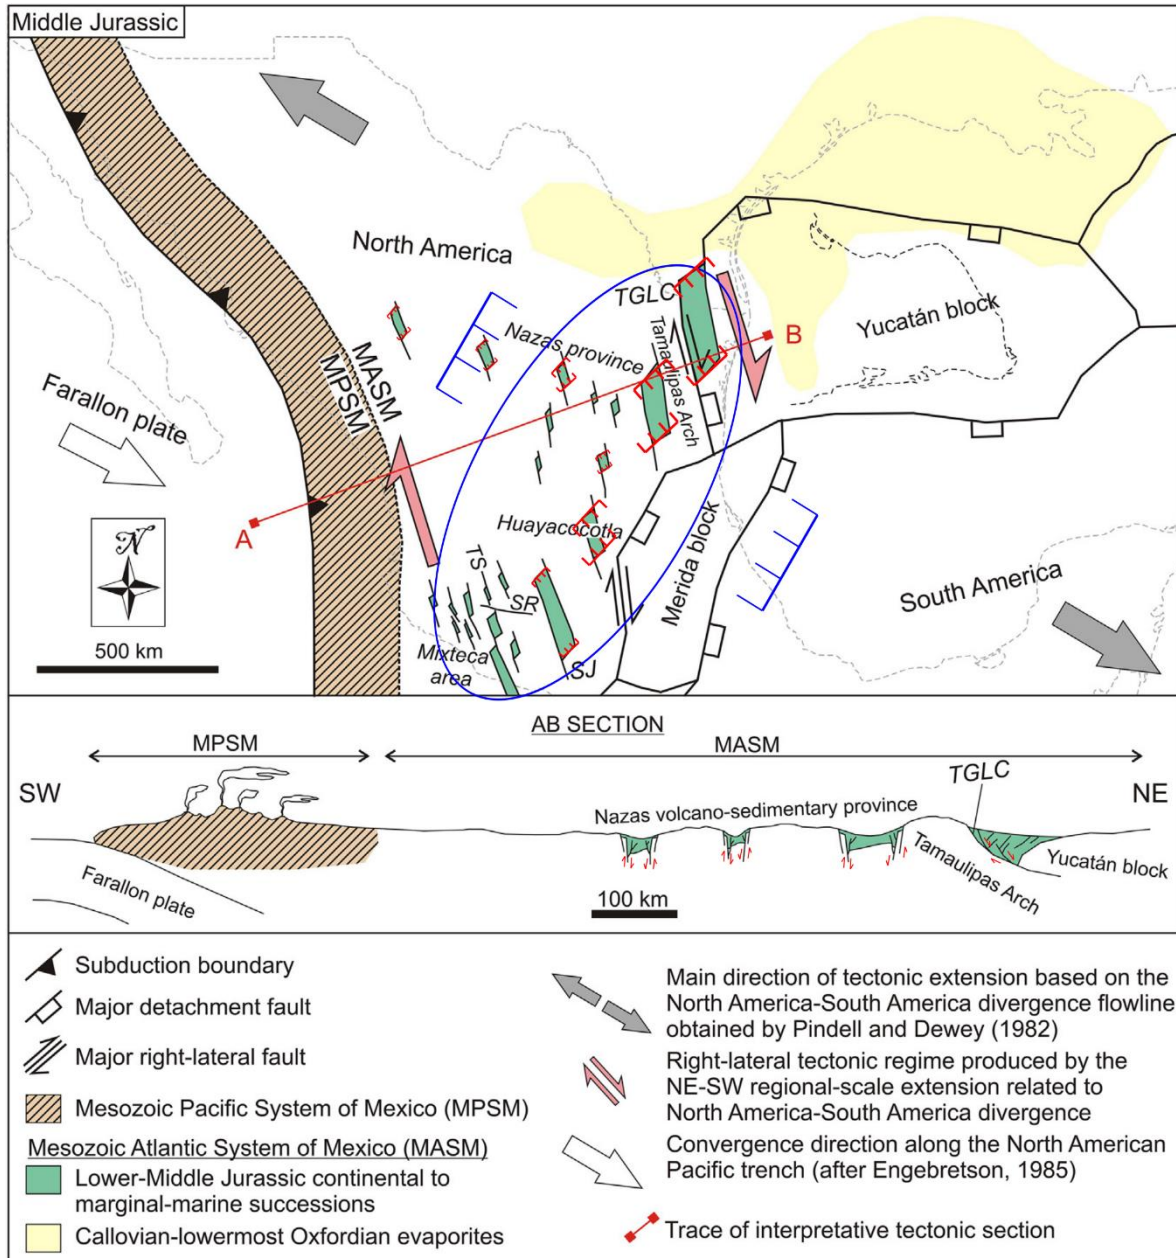 Middle Jurassic
North America
TGLC
Yucatán block
Nazas province
Tamaulipas Arch
B
MASM
MPSM
Farallon plate
A
N
Huayacocotla
Merida block
TS
SR
South America
500 km
Mixteca
area
SJ
AB SECTION
MPSM
MASM
TGLC
SW
NE
Nazas volcano-sedimentary province
Tamaulipas Arch
Yucatán block
Farallon plate
100 km
Subduction boundary
Major detachment fault
Major right-lateral fault
Mesozoic Pacific System of Mexico (MPSM)
Mesozoic Atlantic System of Mexico (MASM)
Lower-Middle Jurassic continental to
marginal-marine successions
Callovian-lowermost Oxfordian evaporites
Main direction of tectonic extension based on the
North America-South America divergence flowline
obtained by Pindell and Dewey (1982)
Right-lateral tectonic regime produced by the
NE-SW regional-scale extension related to
North America-South America divergence
Convergence direction along the North American
Pacific trench (after Engebretson, 1985)
Trace of interpretative tectonic section